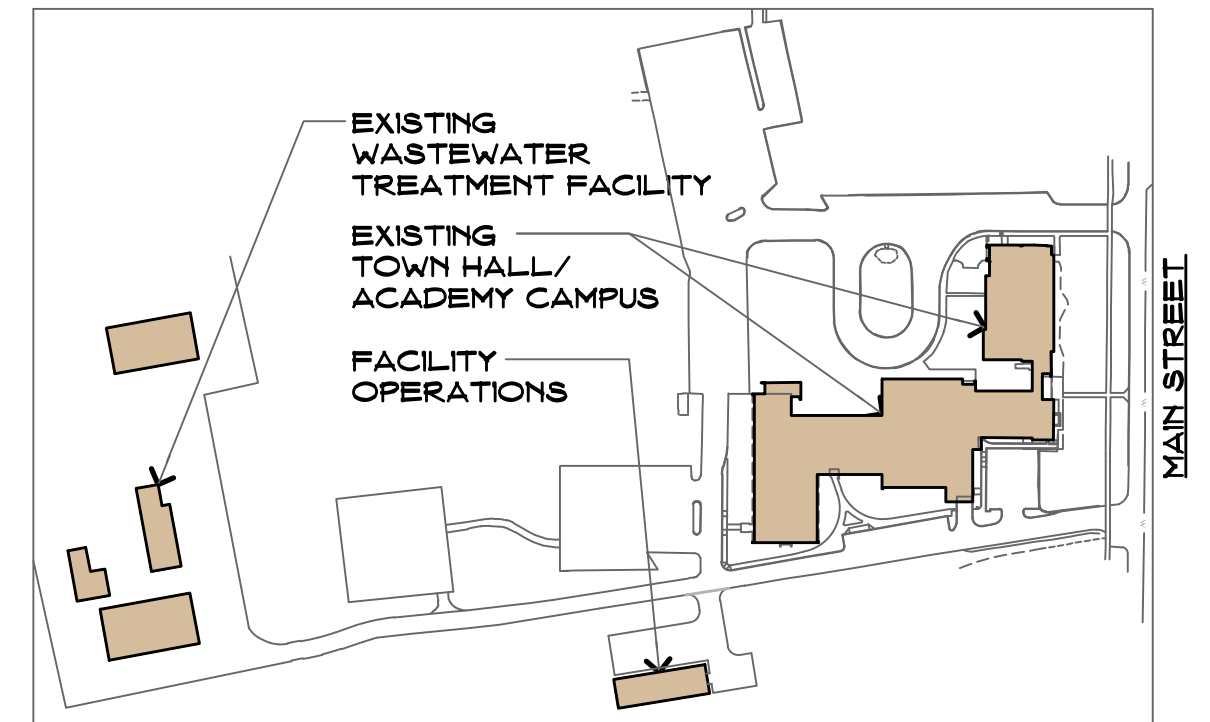 EXISTING
WASTEWATER
TREATMENT FACILITY
EXISTING
TOWN HALL/
ACADEMY CAMPUS
FACILITY
OPERATIONS
MAIN STREET